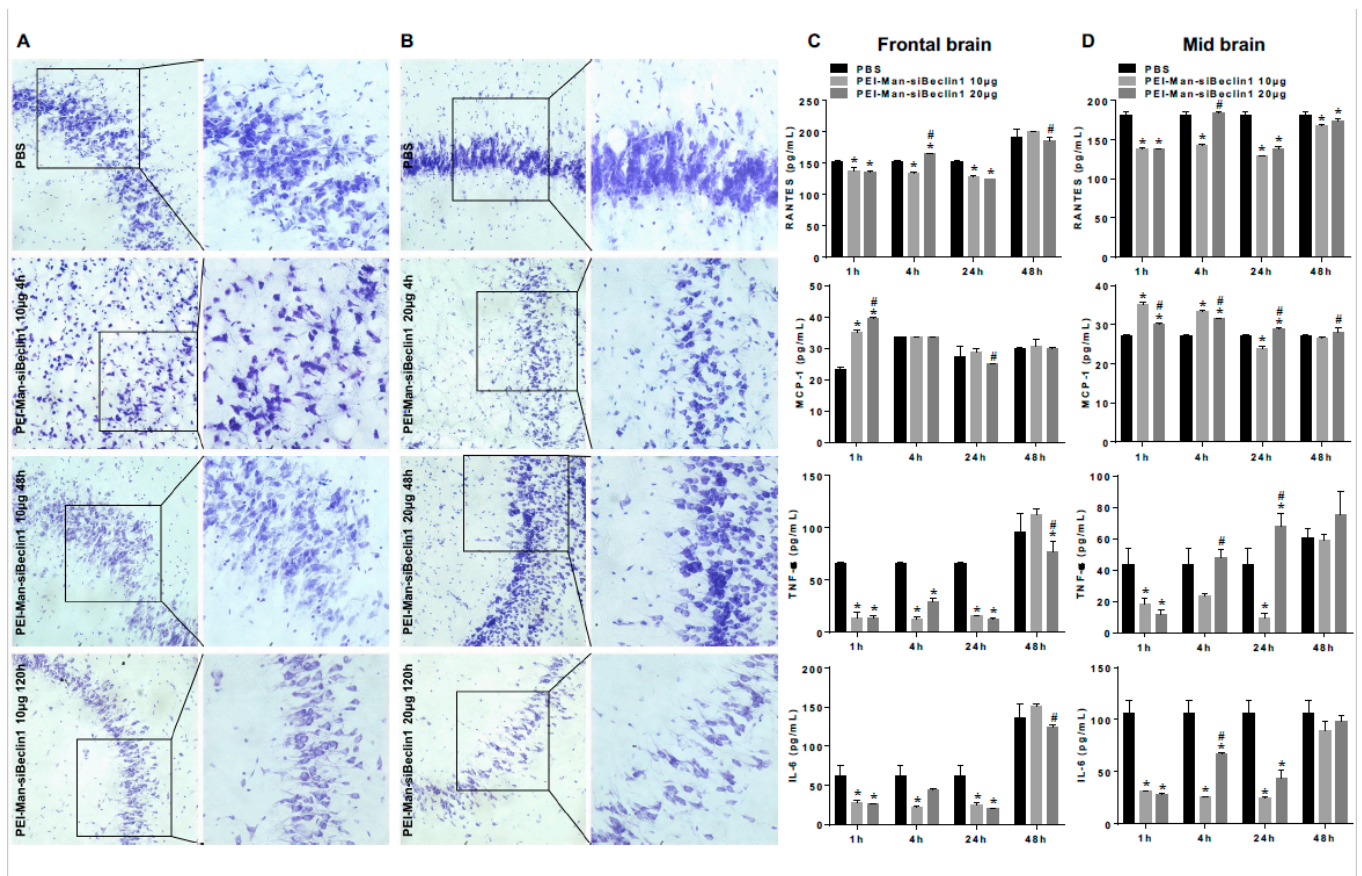 A
B
C
Frontal brain
D
Mid brain
PBS
PEI-Man-siBeclin1 10µg 4h
PEI-Man-siBeclin1 10µg 48h
PEI-Man-siBeclin1 10µg 120h
PBS
PEI-Man-siBeclin1 20µg 4h
PEI-Man-siBeclin1 20µg 48h
PEI-Man-siBeclin1 20µg 120h
PBS
PEI-Man-siBeclin1 10µg
PEI-Man-siBeclin1 20µg
RANTES (pg/mL)
250
200
150
100
50
0
* *
* # *
* *
#
1h 4h 24h 48h
MCP-1 (pg/mL)
50
40
30
20
10
0
* # *
#
1h 4h 24h 48h
TNF-α (pg/mL)
150
100
50
0
* *
* *
* *
# *
1h 4h 24h 48h
IL-6 (pg/mL)
200
150
100
50
0
* *
*
* *
#
1h 4h 24h 48h
PBS
PEI-Man-siBeclin1 10µg
PEI-Man-siBeclin1 20µg
RANTES (pg/mL)
200
150
100
50
0
* *
* #
* *
* *
1h 4h 24h 48h
MCP-1 (pg/mL)
40
30
20
10
0
* # *
* # *
* # *
#
1h 4h 24h 48h
TNF-α (pg/mL)
80
60
40
20
0
* *
#
* # *
1h 4h 24h 48h
IL-6 (pg/mL)
150
100
50
0
* *
* # *
* *
1h 4h 24h 48h